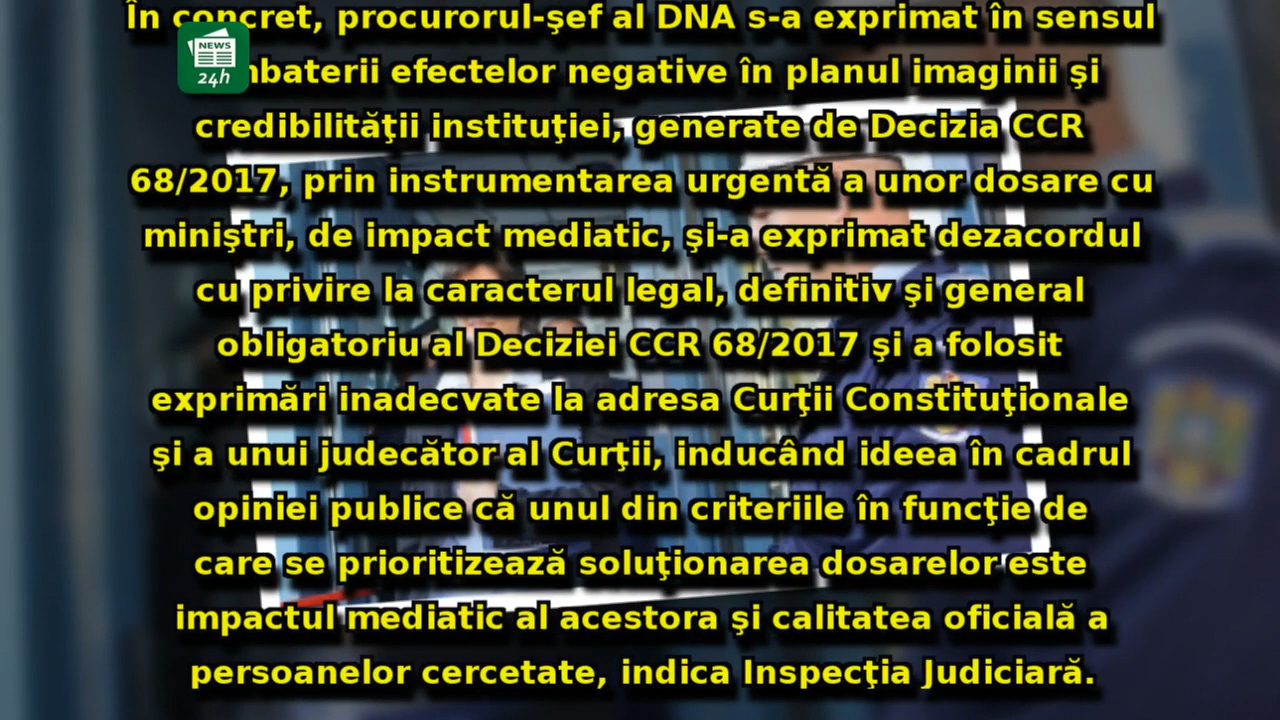 În concret, procurorul-şef al DNA s-a exprimat în sensul
NEWS
24h
efectelor negative în planul imaginii şi
credibilităţii instituţiei, generate de Decizia CCR
68/2017, prin instrumentarea urgentă a unor dosare cu
miniştri, de impact mediatic, şi-a exprimat dezacordul
cu privire la caracterul legal, definitiv şi general
obligatoriu al Deciziei CCR 68/2017 şi a folosit
exprimări inadecvate la adresa Curţii Constituţionale
şi a unui judecător al Curţii, inducând ideea în cadrul
opiniei publice că unul din criteriile în funcţie de
care se prioritizează soluţionarea dosarelor este
impactul mediatic al acestora şi calitatea oficială a
persoanelor cercetate, indica Inspecţia Judiciară.